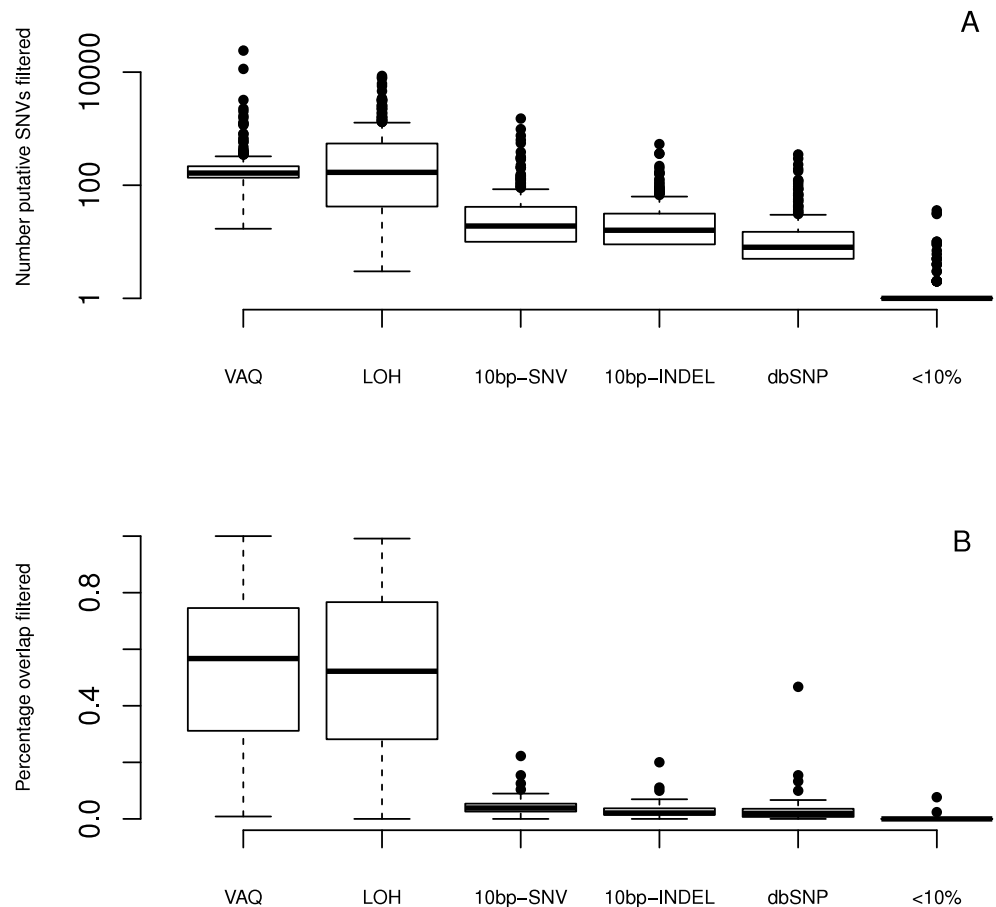 A
Number putative SNVs filtered
10000
100
1
VAQ LOH 10bp−SNV 10bp−INDEL dbSNP <10%
B
Percentage overlap filtered
0.8
0.4
0.0
VAQ LOH 10bp−SNV 10bp−INDEL dbSNP <10%